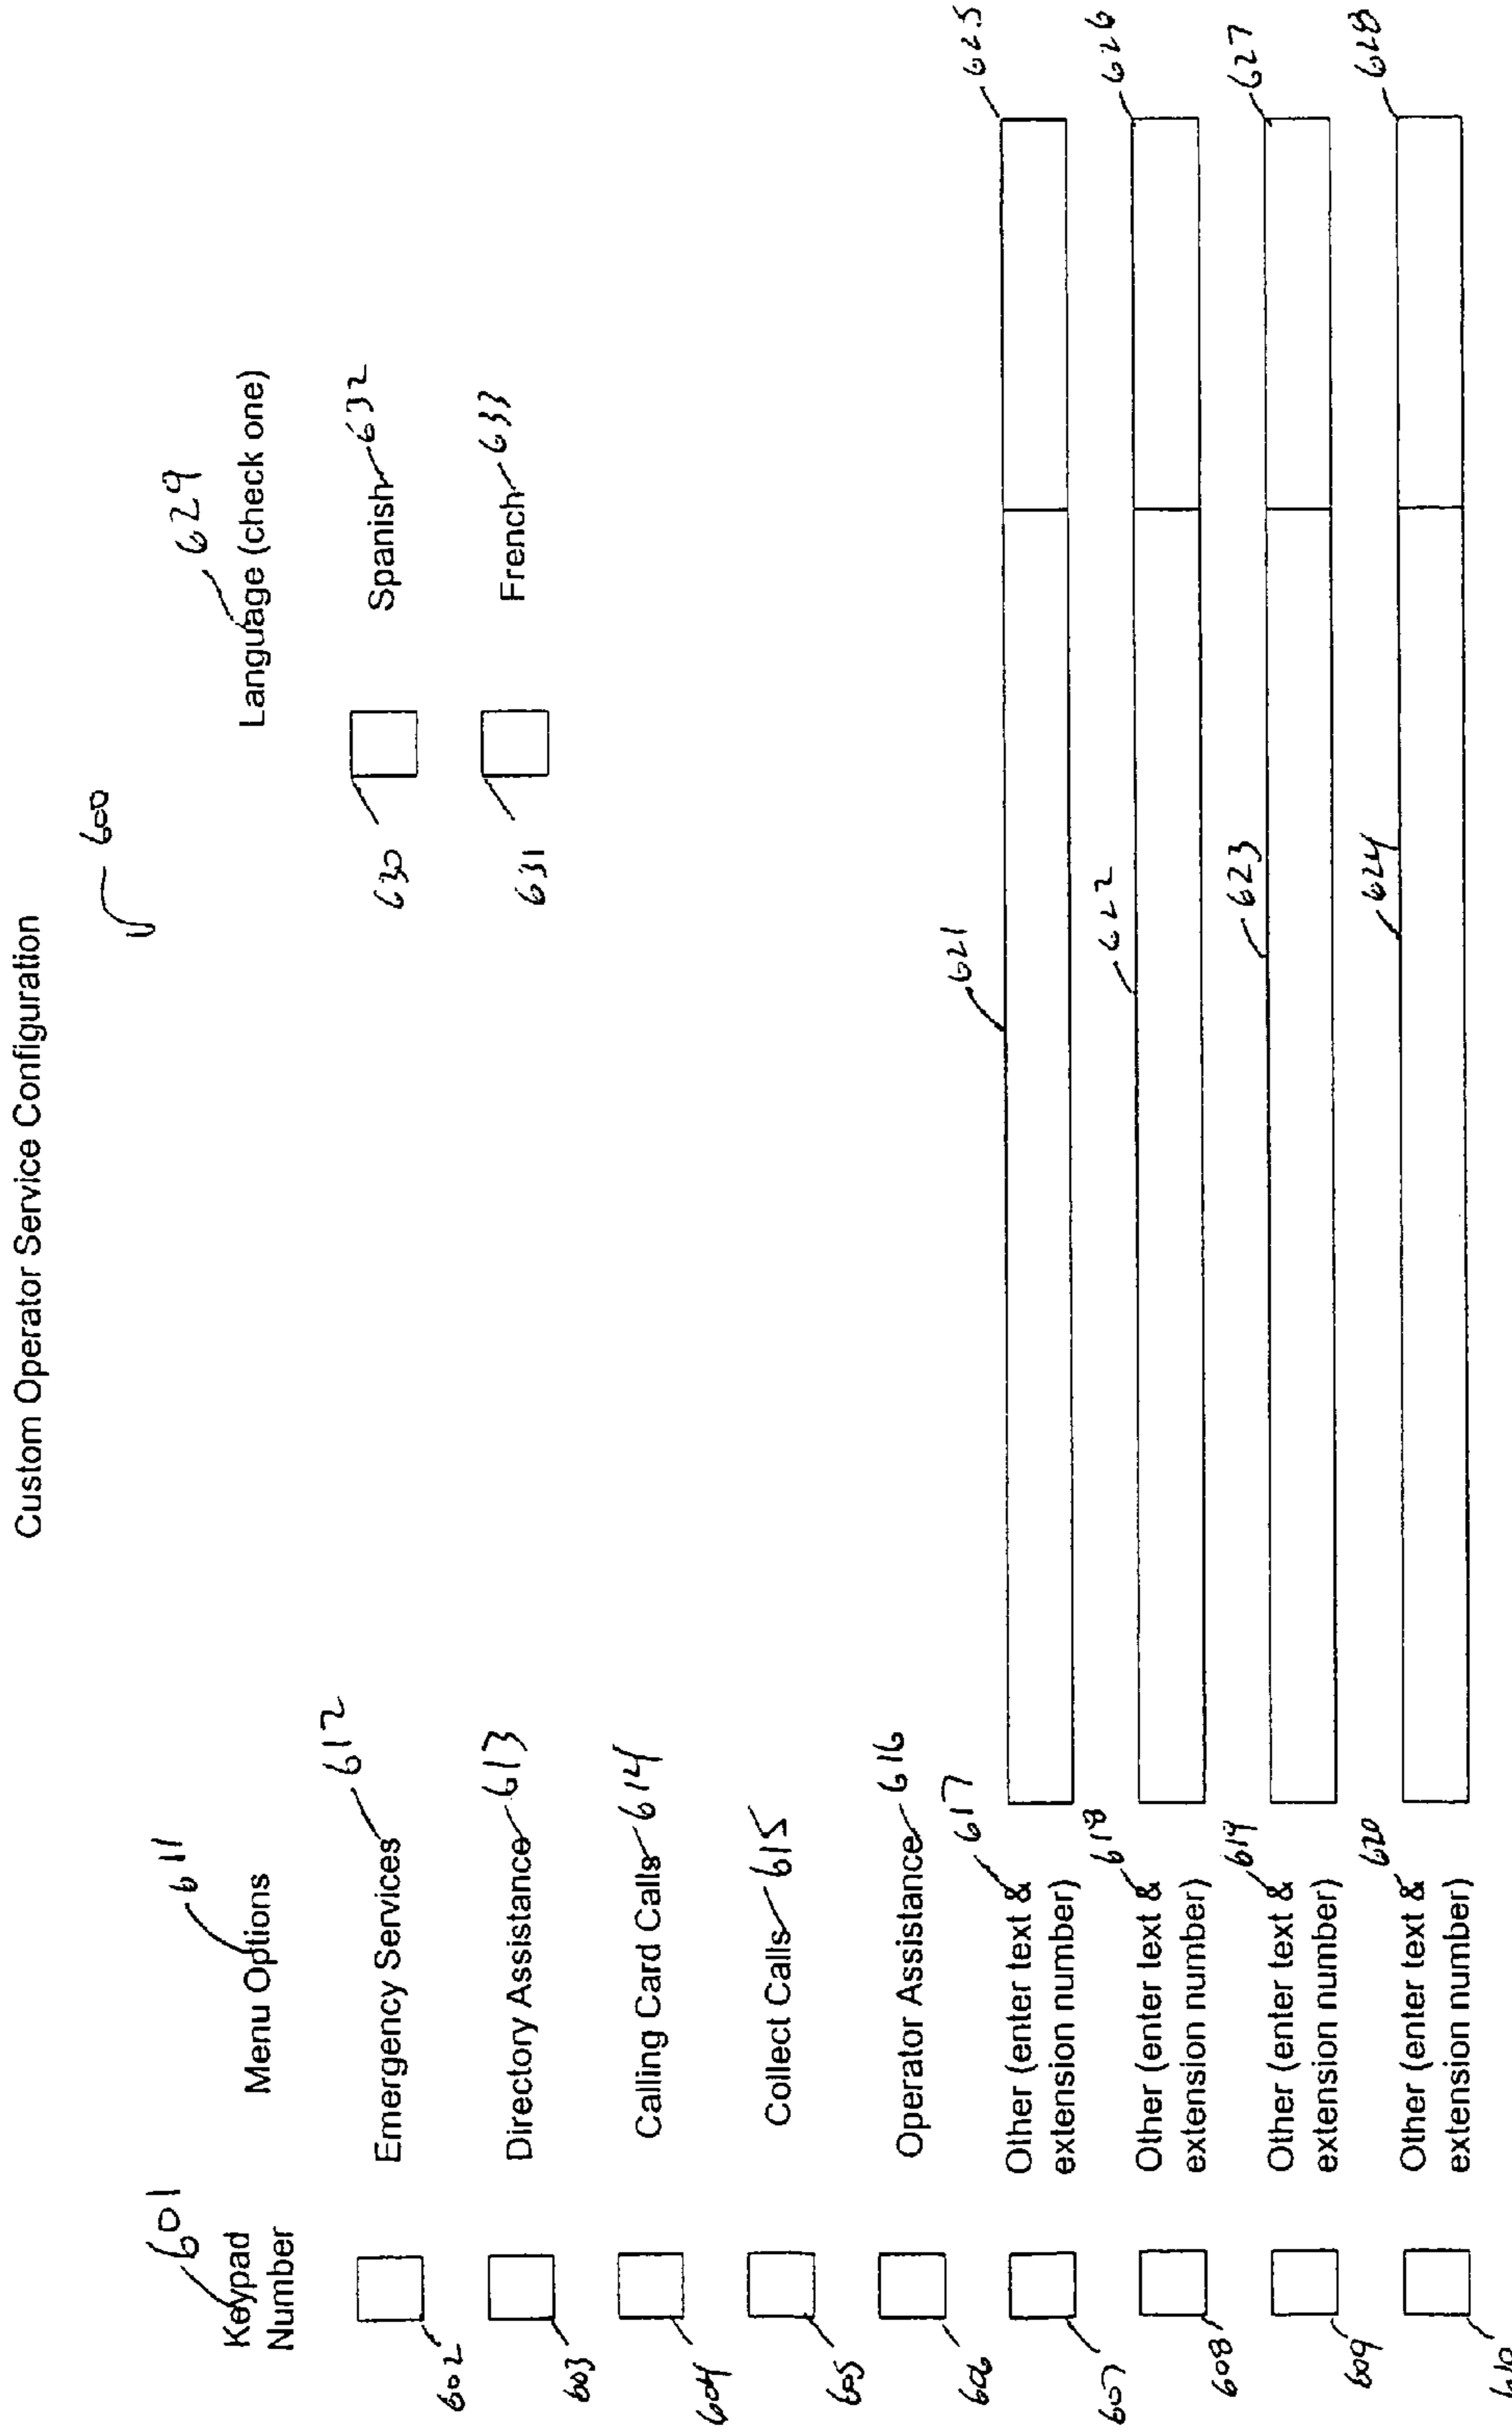 Custom Operator Service Configuration
600
601
611
629
Keypad
Number
Menu Options
Language (check one)
602
Emergency Services
612
630
Spanish
632
603
Directory Assistance
613
631
French
633
604
Calling Card Calls
614
605
Collect Calls
615
606
Operator Assistance
616
607
Other (enter text &
extension number)
617
621
625
608
Other (enter text &
extension number)
618
622
626
609
Other (enter text &
extension number)
619
623
627
610
Other (enter text &
extension number)
620
624
628